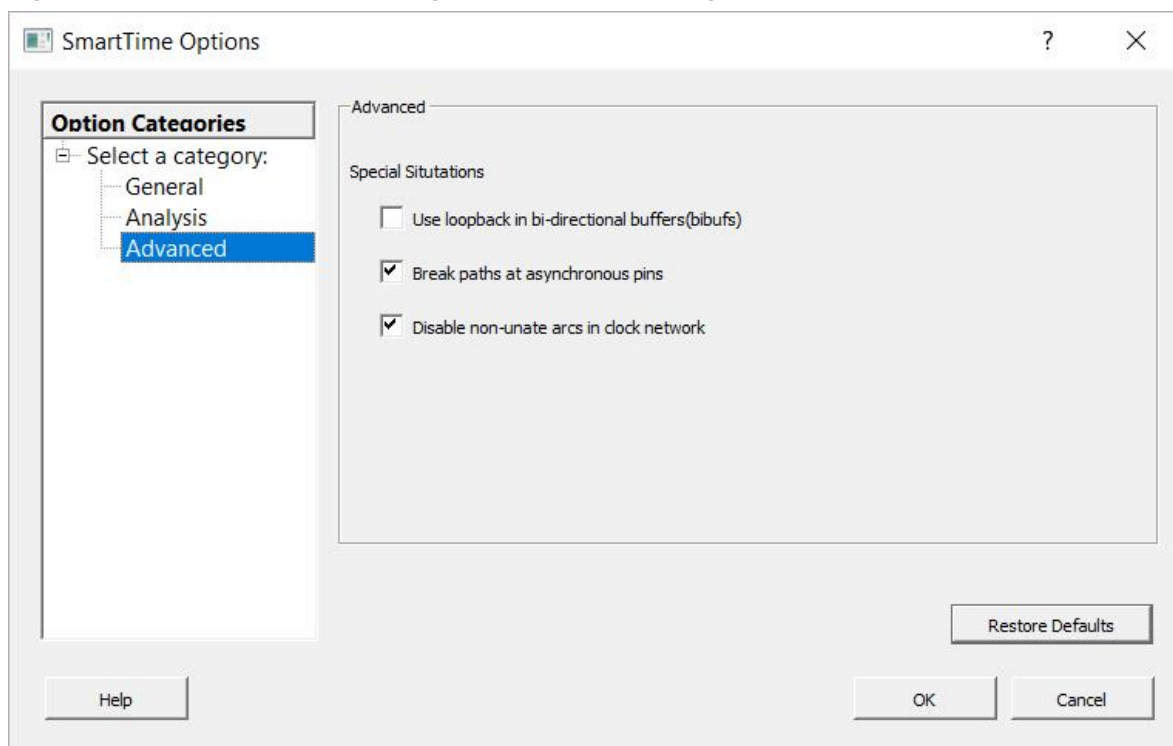 SmartTime Options
?
Option Categories
Select a category:
General
Analysis
Advanced
Advanced
Special Situtations
Use loopback in bi-directional buffers(bibufs)
Break paths at asynchronous pins
Disable non-unate arcs in clock network
Restore Defaults
Help
OK
Cancel